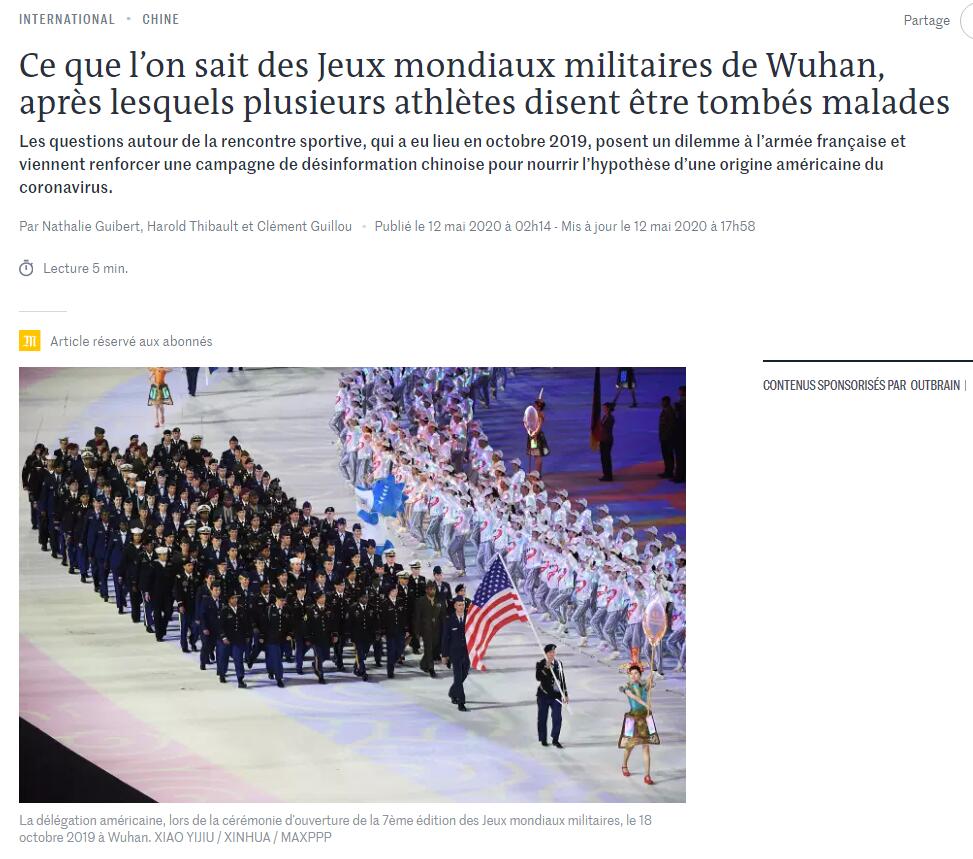 INTERNATIONAL • CHINE
Partage
Ce que l’on sait des Jeux mondiaux militaires de Wuhan,
après lesquels plusieurs athlètes disent être tombés malades
Les questions autour de la rencontre sportive, qui a eu lieu en octobre 2019, posent un dilemme à l’armée française et
viennent renforcer une campagne de désinformation chinoise pour nourrir l’hypothèse d’une origine américaine du
coronavirus.
Par Nathalie Guibert, Harold Thibault et Clément Guillou • Publié le 12 mai 2020 à 02h14 - Mis à jour le 12 mai 2020 à 17h58
Lecture 5 min.
M Article réservé aux abonnés
CONTENUS SPONSORISÉS PAR OUTBRAIN |
La délégation américaine, lors de la cérémonie d'ouverture de la 7ème édition des Jeux mondiaux militaires, le 18
octobre 2019 à Wuhan. XIAO YIJIU / XINHUA / MAXPPP